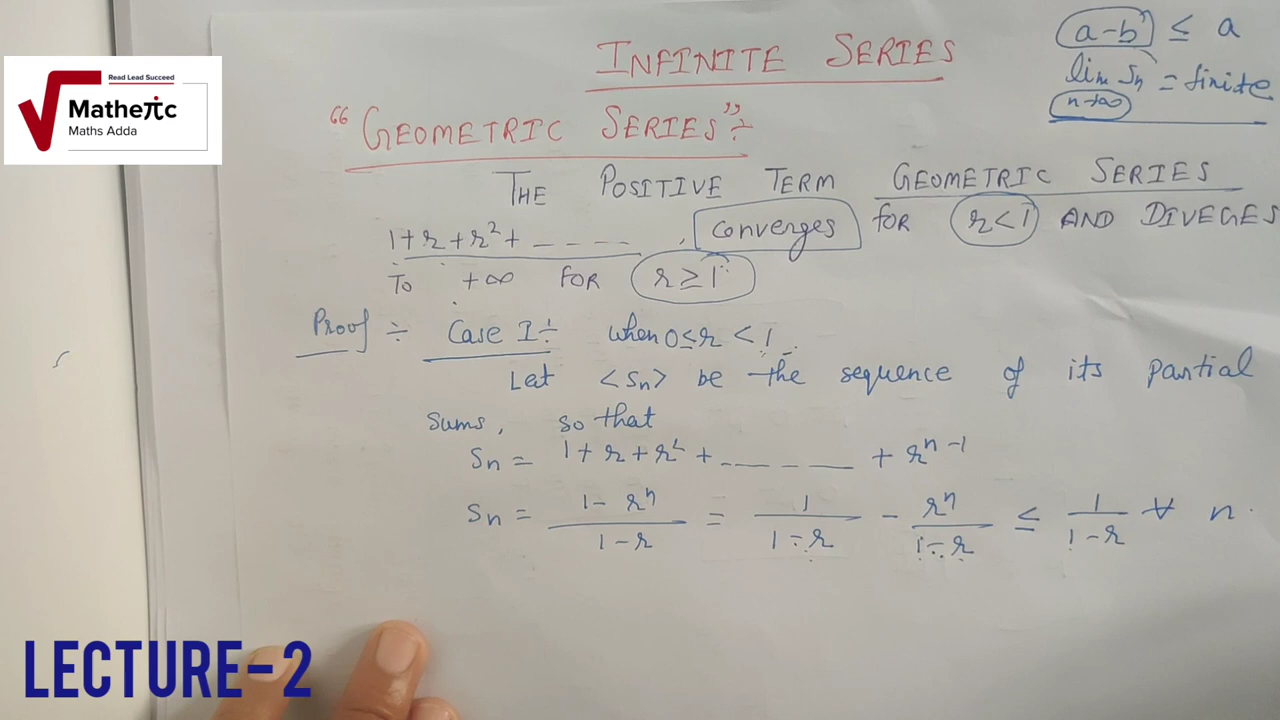 Read Lead Succeed
Matheπc
Maths Adda
INFINITE SERIES
a-b ≤ a
lim Sn = finite
n→∞
"GEOMETRIC SERIES" ÷
THE POSITIVE TERM GEOMETRIC SERIES
1+r+r²+ _ _ _ _ , converges FOR r<1 AND DIVEGES
TO +∞ FOR r≥1
Proof ÷ Case I ÷ when 0≤r<1
Let <Sn> be the sequence of its partial
sums, so that
Sn = 1+r+r²+ _ _ _ _ + r^n-1
Sn = 1-r^n / 1-r = 1 / 1-r - r^n / 1-r ≤ 1 / 1-r ∀ n.
LECTURE-2